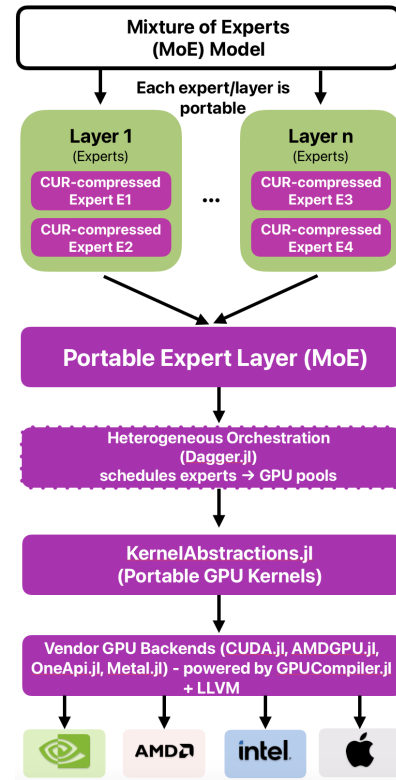 Mixture of Experts
(MoE) Model
Each expert/layer is
portable
Layer 1
(Experts)
CUR-compressed
Expert E1
CUR-compressed
Expert E2
...
Layer n
(Experts)
CUR-compressed
Expert E3
CUR-compressed
Expert E4
Portable Expert Layer (MoE)
Heterogeneous Orchestration
(Dagger.jl)
schedules experts → GPU pools
KernelAbstractions.jl
(Portable GPU Kernels)
Vendor GPU Backends (CUDA.jl, AMDGPU.jl,
OneApi.jl, Metal.jl) - powered by GPUCompiler.jl
+ LLVM
AMD
intel.